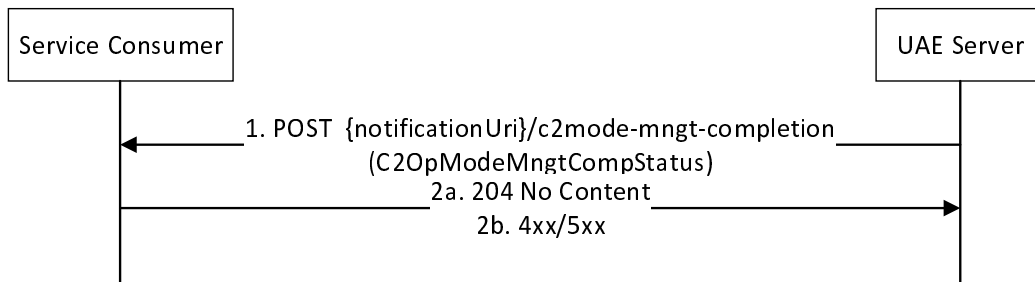 Service Consumer
UAE Server
1. POST {notificationUri}/c2mode-mngt-completion
(C2OpModeMngtCompStatus)
2a. 204 No Content
2b. 4xx/5xx